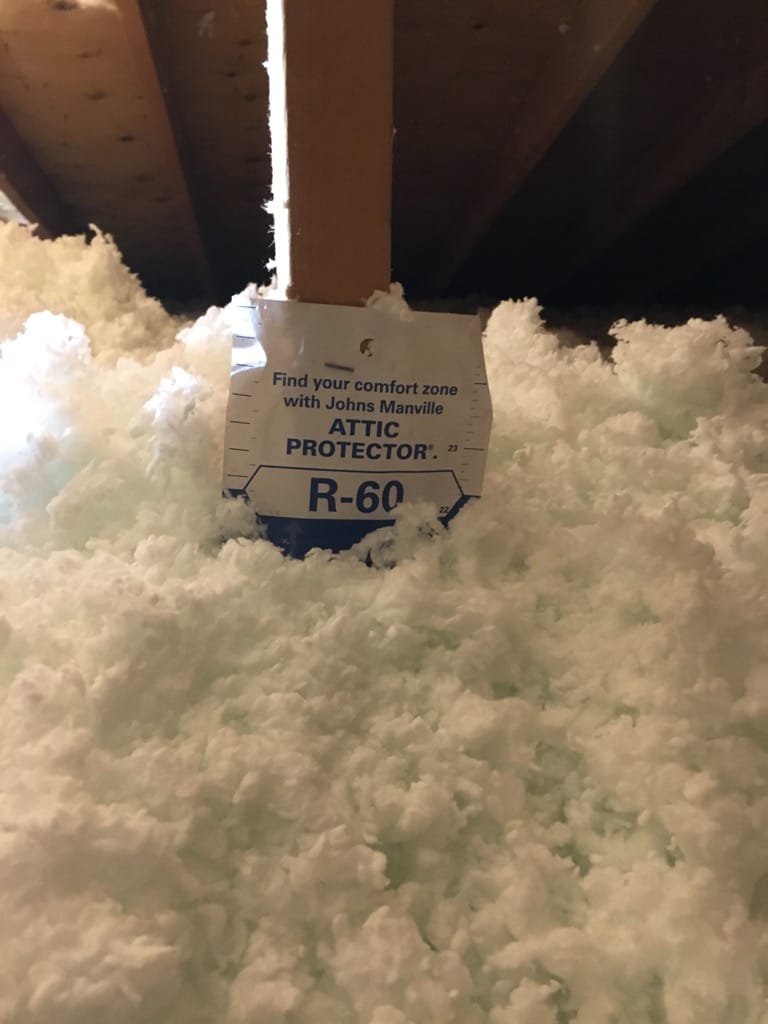 Find your comfort zone
with Johns Manville
ATTIC
PROTECTOR®.
23
R-60
22